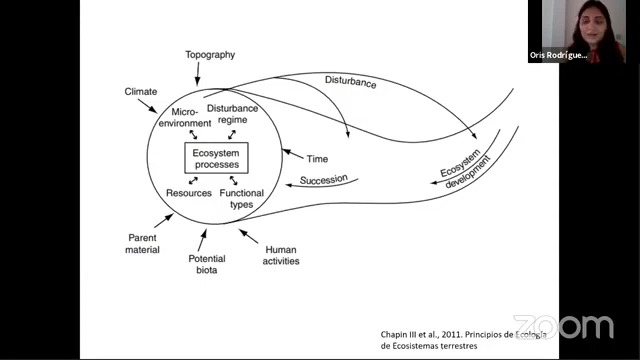 Oris Rodrígue...
Topography
Disturbance
Climate
Micro-
environment
Disturbance
regime
Ecosystem
processes
Time
Ecosystem
development
Succession
Resources
Functional
types
Parent
material
Potential
biota
Human
activities
Chapin III et al., 2011. Principios de Ecología
de Ecosistemas terrestres
zoom